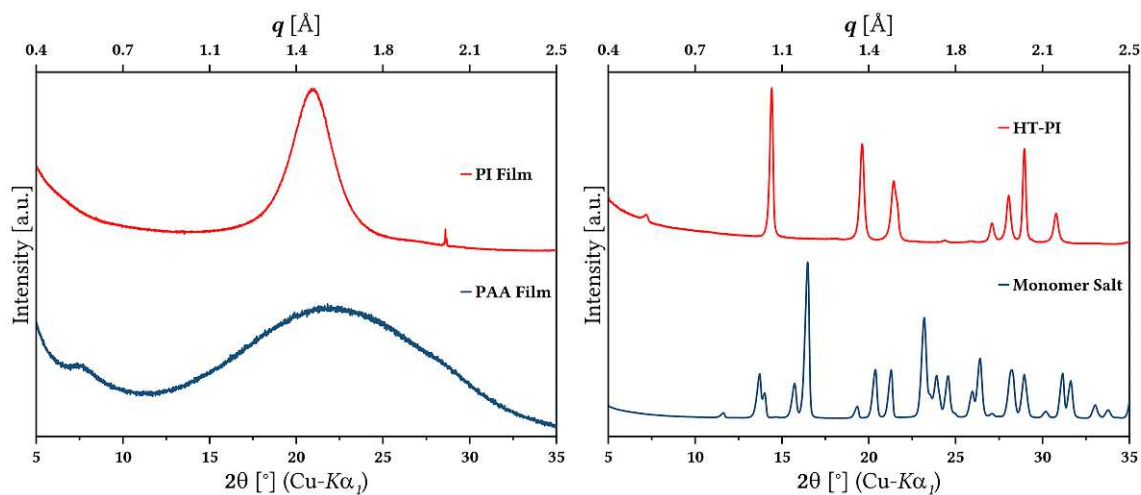 q [Å]
0.4 0.7 1.1 1.4 1.8 2.1 2.5
Intensity [a.u.]
PI Film
PAA Film
5 10 15 20 25 30 35
2θ [°] (Cu-Kα1)
q [Å]
0.4 0.7 1.1 1.4 1.8 2.1 2.5
Intensity [a.u.]
HT-PI
Monomer Salt
5 10 15 20 25 30 35
2θ [°] (Cu-Kα1)